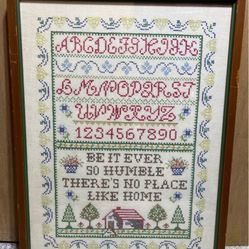 ABCDEFGHIJK
LMNOPQRST
UVWXYZ
1234567890
BE IT EVER
SO HUMBLE
THERE'S NO PLACE
LIKE HOME